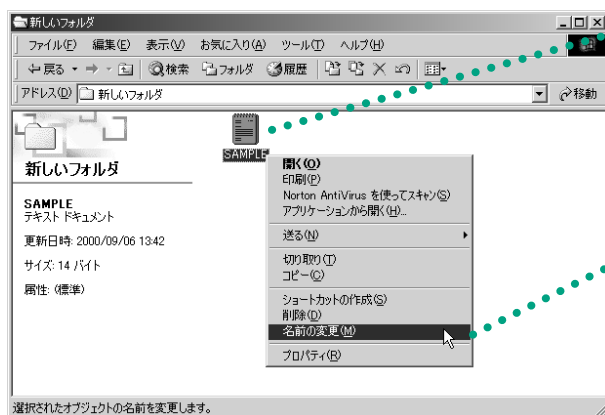 新しいフォルダ
ファイル(F) 編集(E) 表示(V) お気に入り(A) ツール(T) ヘルプ(H)
戻る 検索 フォルダ 履歴
アドレス(D) 新しいフォルダ 移動
新しいフォルダ
SAMPLE
テキスト ドキュメント
更新日時: 2000/09/06 13:42
サイズ: 14 バイト
属性: (標準)
SAMPLE
開く(O)
印刷(P)
Norton AntiVirus を使ってスキャン(S)
アプリケーションから開く(H)...
送る(N)
切り取り(T)
コピー(C)
ショートカットの作成(S)
削除(D)
名前の変更(M)
プロパティ(R)
選択されたオブジェクトの名前を変更します。